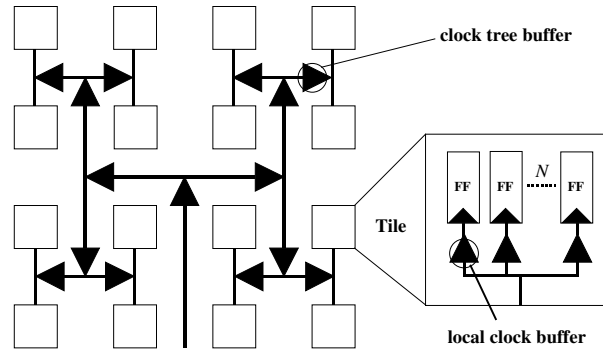 clock tree buffer
N
FF FF FF
Tile
local clock buffer